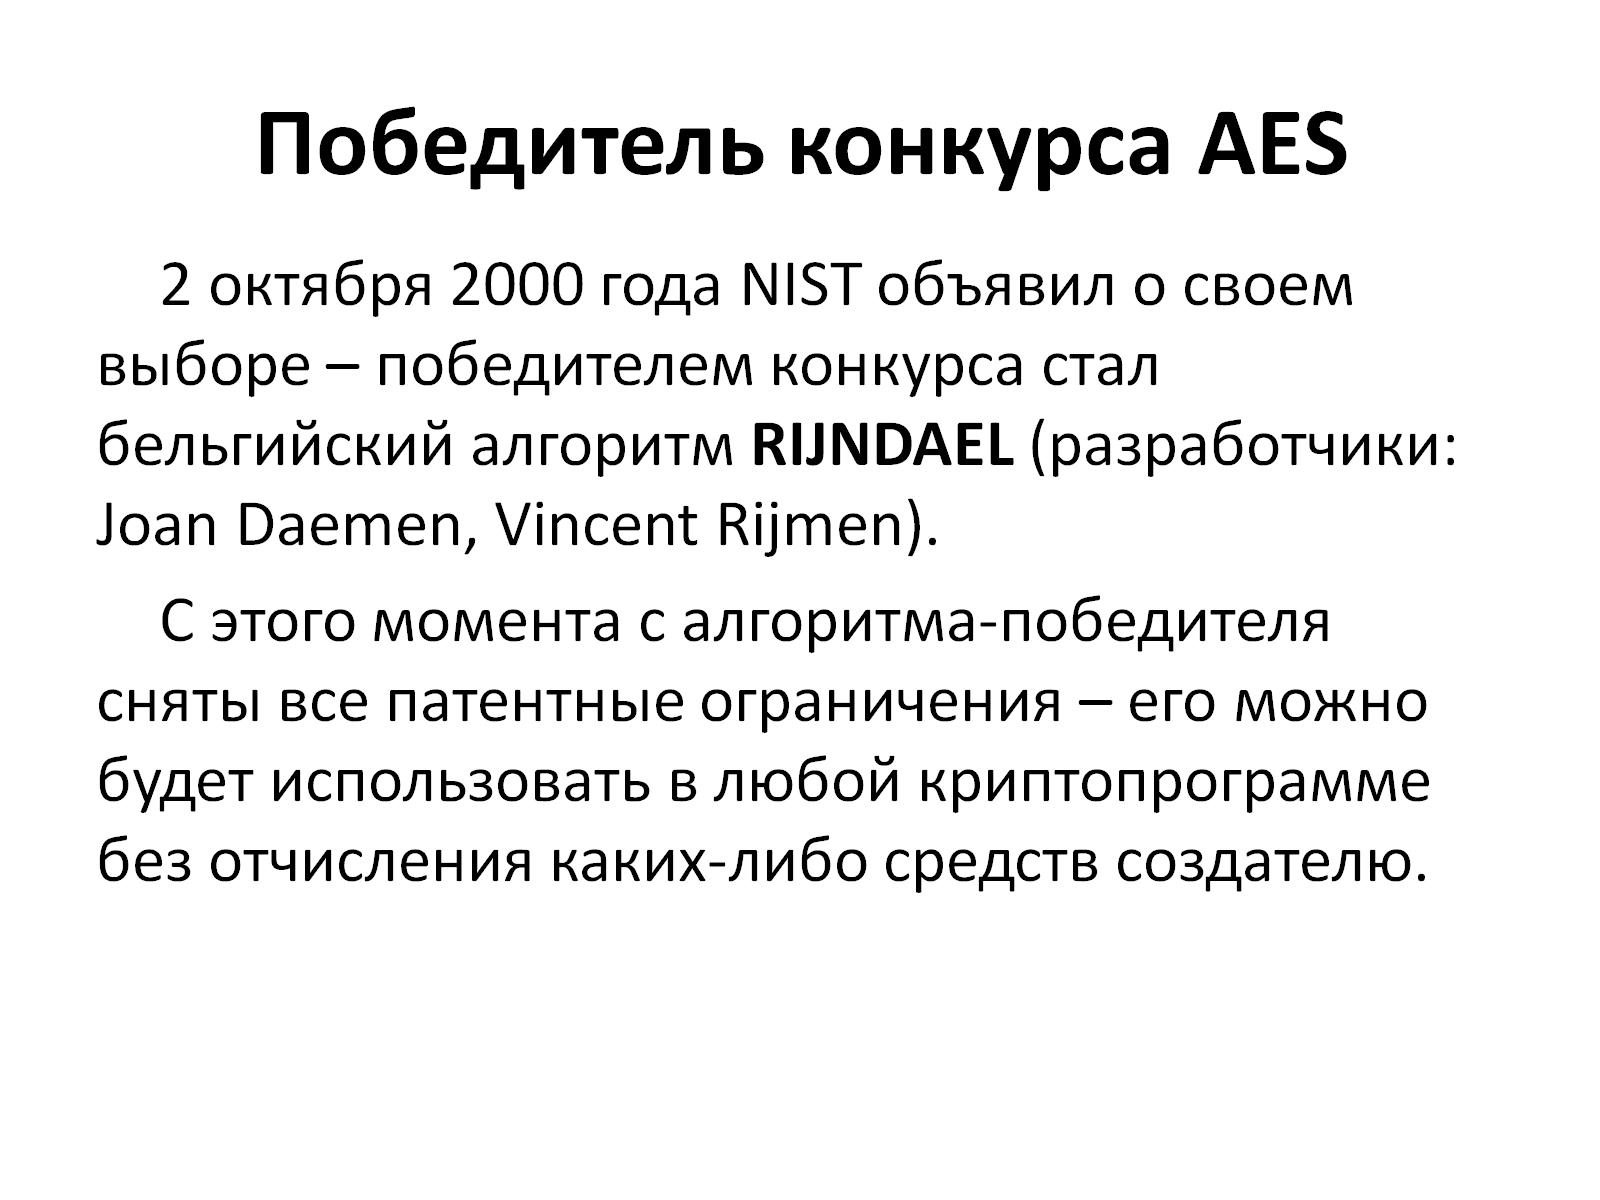 Победитель конкурса AES
2 октября 2000 года NIST объявил о своем
выборе – победителем конкурса стал
бельгийский алгоритм RIJNDAEL (разработчики:
Joan Daemen, Vincent Rijmen).
С этого момента с алгоритма-победителя
сняты все патентные ограничения – его можно
будет использовать в любой криптопрограмме
без отчисления каких-либо средств создателю.